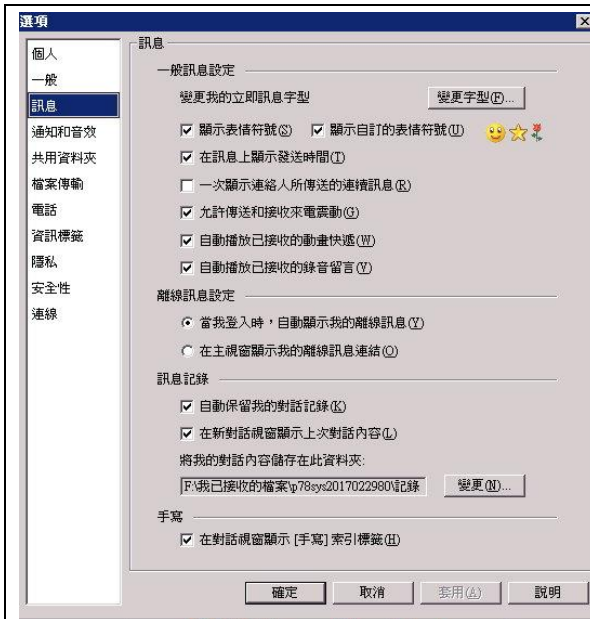 選項
個人
一般
訊息
通知和音效
共用資料夾
檔案傳輸
電話
資訊標籤
隱私
安全性
連線
訊息
一般訊息設定
變更我的立即訊息字型 變更字型(F)...
顯示表情符號(S) 顯示自訂的表情符號(U)
在訊息上顯示發送時間(T)
一次顯示連絡人所傳送的連續訊息(R)
允許傳送和接收來電震動(G)
自動播放已接收的動畫快遞(W)
自動播放已接收的錄音留言(V)
離線訊息設定
當我登入時，自動顯示我的離線訊息(Y)
在主視窗顯示我的離線訊息連結(O)
訊息記錄
自動保留我的對話記錄(K)
在新對話視窗顯示上次對話內容(L)
將我的對話內容儲存在此資料夾:
F:\我已接收的檔案\p78sys2017022980\記錄 變更(N)...
手寫
在對話視窗顯示 [手寫] 索引標籤(H)
確定 取消 套用(A) 說明